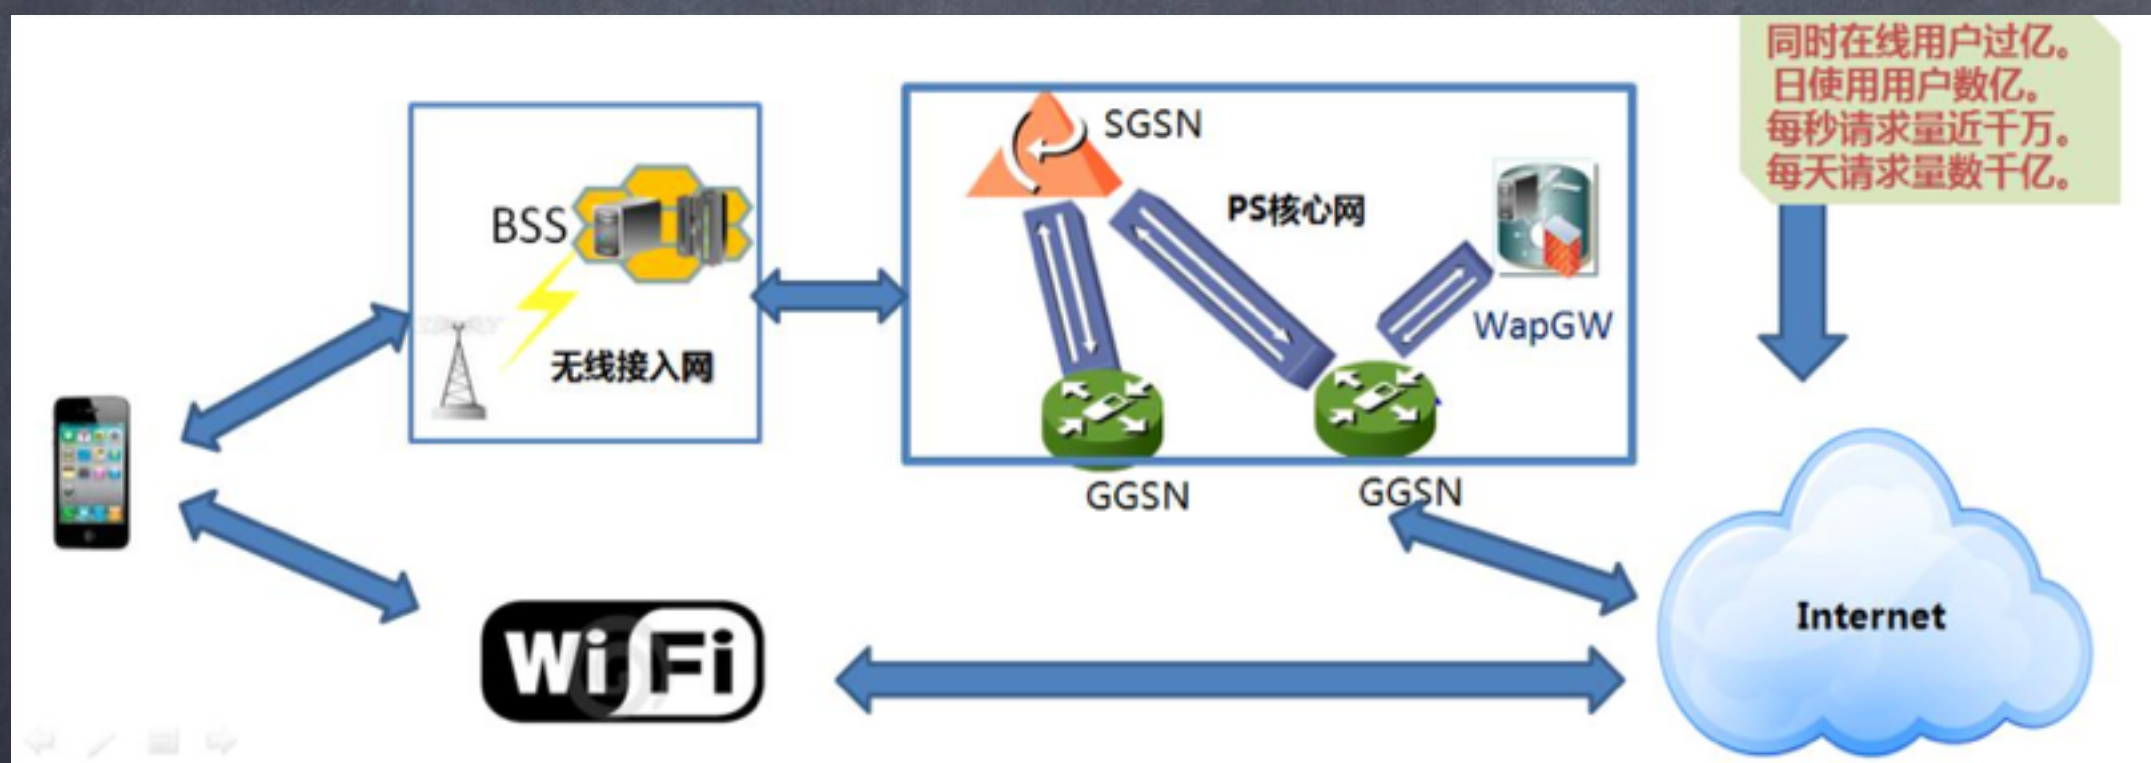 同时在线用户过亿。
日使用用户数亿。
每秒请求量近千万。
每天请求量数千亿。
SGSN
PS核心网
BSS
WapGW
无线接入网
GGSN
GGSN
Internet
WiFi